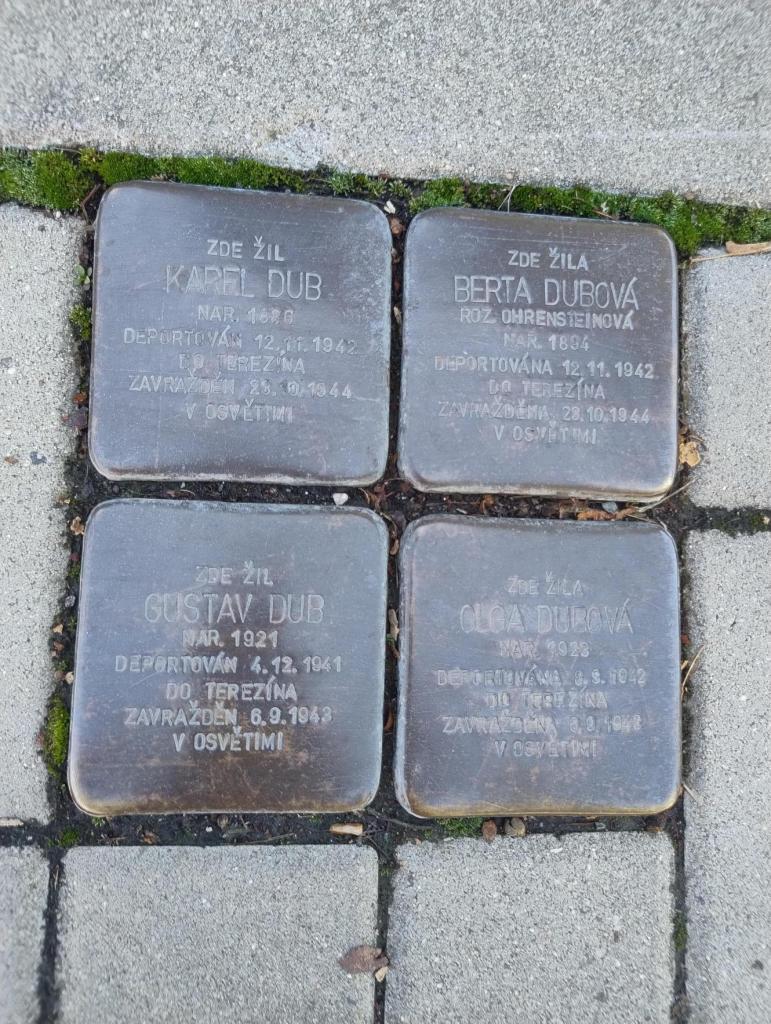 ZDE ŽIL
KAREL DUB
NAR.
DEPORTOVÁN 12.11.1942
DO TEREZÍNA
ZAVRAŽDĚN 28.10.1944
V OSVĚTIMI
ZDE ŽILA
BERTA DUBOVÁ
ROZ. OHRENSTEINOVÁ
NAR. 1894
DEPORTOVÁNA 12.11.1942
DO TEREZÍNA
ZAVRAŽDĚNA 28.10.1944
V OSVĚTIMI
ZDE ŽIL
GUSTAV DUB
NAR. 1921
DEPORTOVÁN 4.12.1941
DO TEREZÍNA
ZAVRAŽDĚN 6.9.1943
V OSVĚTIMI
ZDE ŽILA
OLGA DUBOVÁ
NAR. 1923
DEPORTOVÁNA
DO TEREZÍNA
ZAVRAŽDĚNA
V OSVĚTIMI